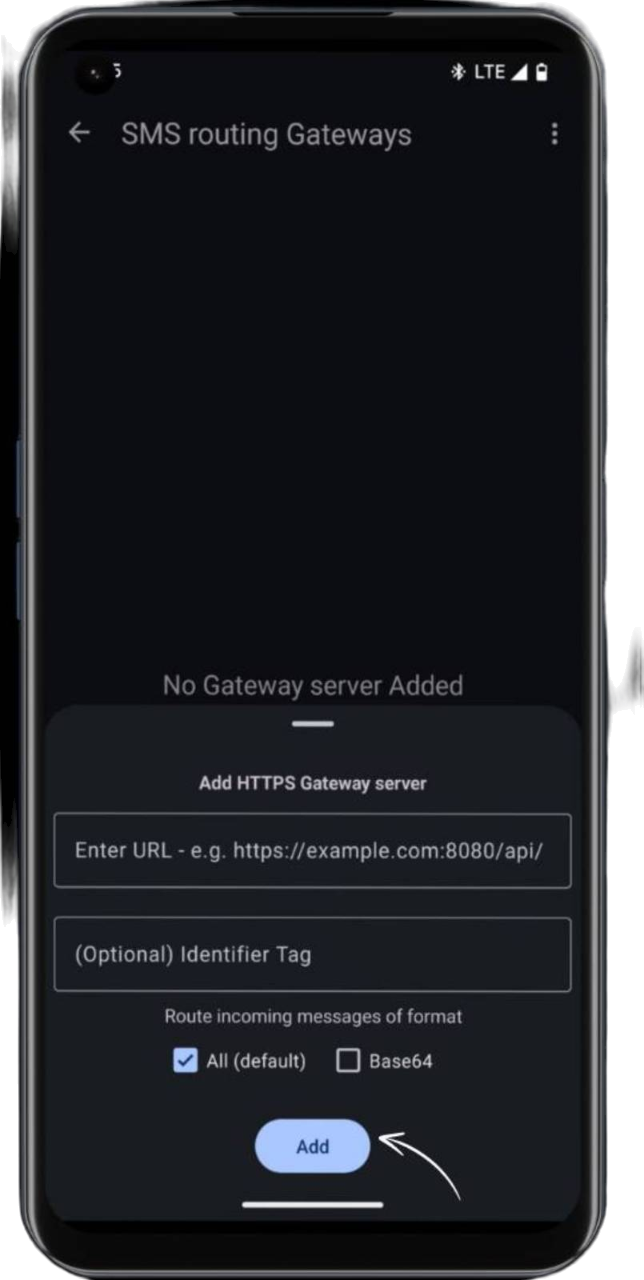 LTE
SMS routing Gateways
No Gateway server Added
Add HTTPS Gateway server
Enter URL - e.g. https://example.com:8080/api/
(Optional) Identifier Tag
Route incoming messages of format
All (default) Base64
Add